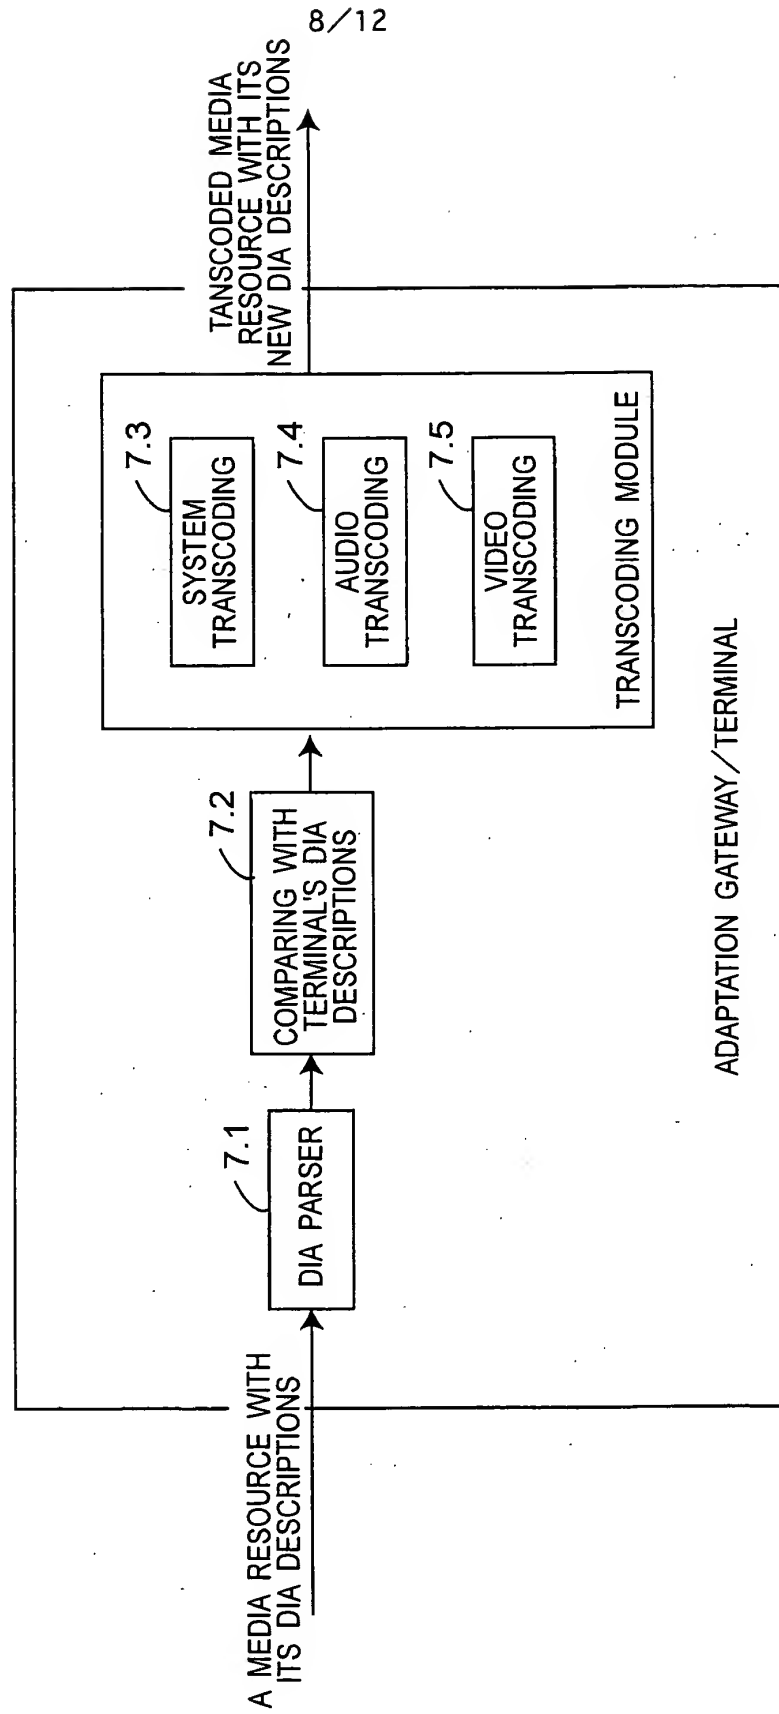 8/12
A MEDIA RESOURCE WITH
ITS DIA DESCRIPTIONS
7.1
DIA PARSER
7.2
COMPARING WITH
TERMINAL'S DIA
DESCRIPTIONS
7.3
SYSTEM
TRANSCODING
7.4
AUDIO
TRANSCODING
7.5
VIDEO
TRANSCODING
TRANSCODING MODULE
TANSCODED MEDIA
RESOURCE WITH ITS
NEW DIA DESCRIPTIONS
ADAPTATION GATEWAY/TERMINAL